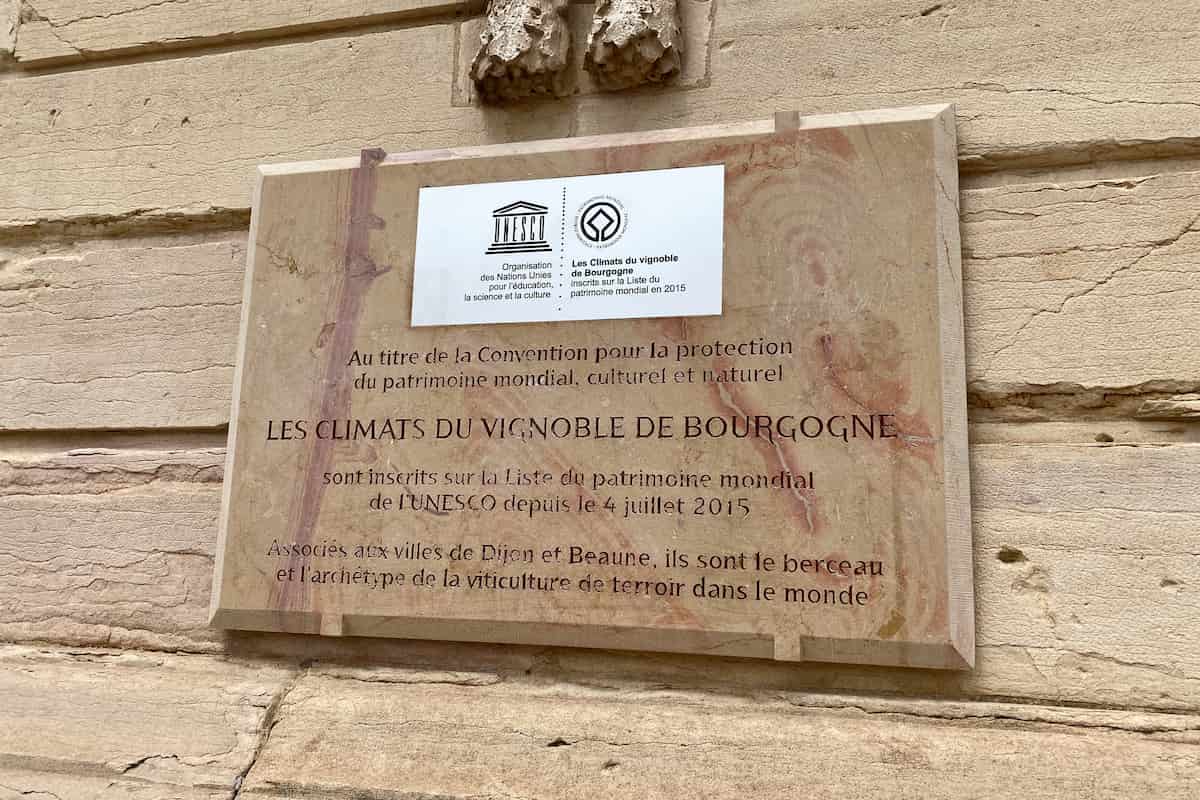 UNESCO
Organisation
des Nations Unies
pour l'éducation,
la science et la culture
Les Climats du vignoble
de Bourgogne
inscrits sur la Liste du
patrimoine mondial en 2015
Au titre de la Convention pour la protection
du patrimoine mondial, culturel et naturel
LES CLIMATS DU VIGNOBLE DE BOURGOGNE
sont inscrits sur la Liste du patrimoine mondial
de l'UNESCO depuis le 4 juillet 2015
Associés aux villes de Dijon et Beaune, ils sont le berceau
et l'archétype de la viticulture de terroir dans le monde